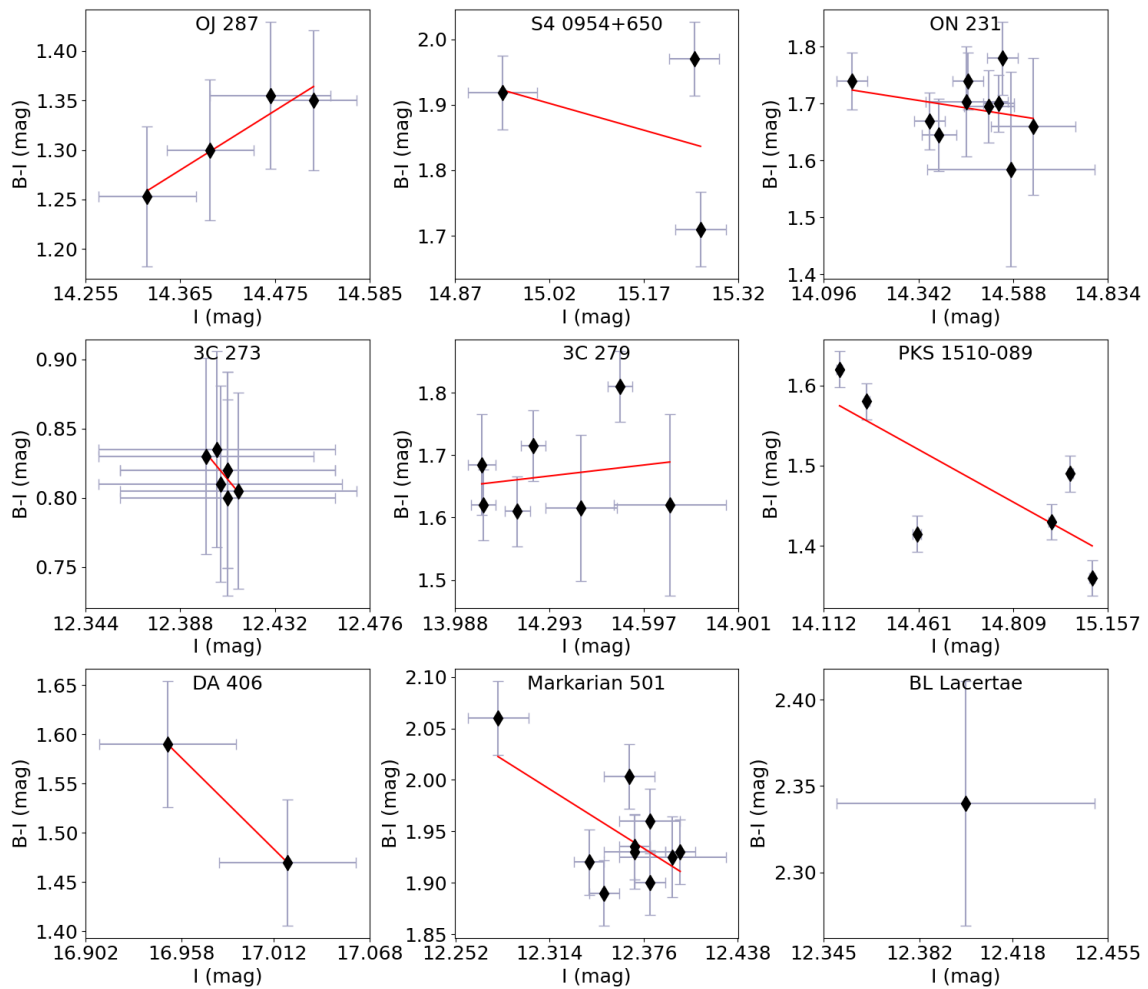 OJ 287
B-I (mag)
1.40
1.35
1.30
1.25
1.20
14.255 14.365 14.475 14.585
I (mag)
S4 0954+650
B-I (mag)
2.0
1.9
1.8
1.7
14.87 15.02 15.17 15.32
I (mag)
ON 231
B-I (mag)
1.8
1.7
1.6
1.5
1.4
14.096 14.342 14.588 14.834
I (mag)
3C 273
B-I (mag)
0.90
0.85
0.80
0.75
12.344 12.388 12.432 12.476
I (mag)
3C 279
B-I (mag)
1.8
1.7
1.6
1.5
13.988 14.293 14.597 14.901
I (mag)
PKS 1510-089
B-I (mag)
1.6
1.5
1.4
14.112 14.461 14.809 15.157
I (mag)
DA 406
B-I (mag)
1.65
1.60
1.55
1.50
1.45
1.40
16.902 16.958 17.012 17.068
I (mag)
Markarian 501
B-I (mag)
2.10
2.05
2.00
1.95
1.90
1.85
12.252 12.314 12.376 12.438
I (mag)
BL Lacertae
B-I (mag)
2.40
2.35
2.30
12.345 12.382 12.418 12.455
I (mag)